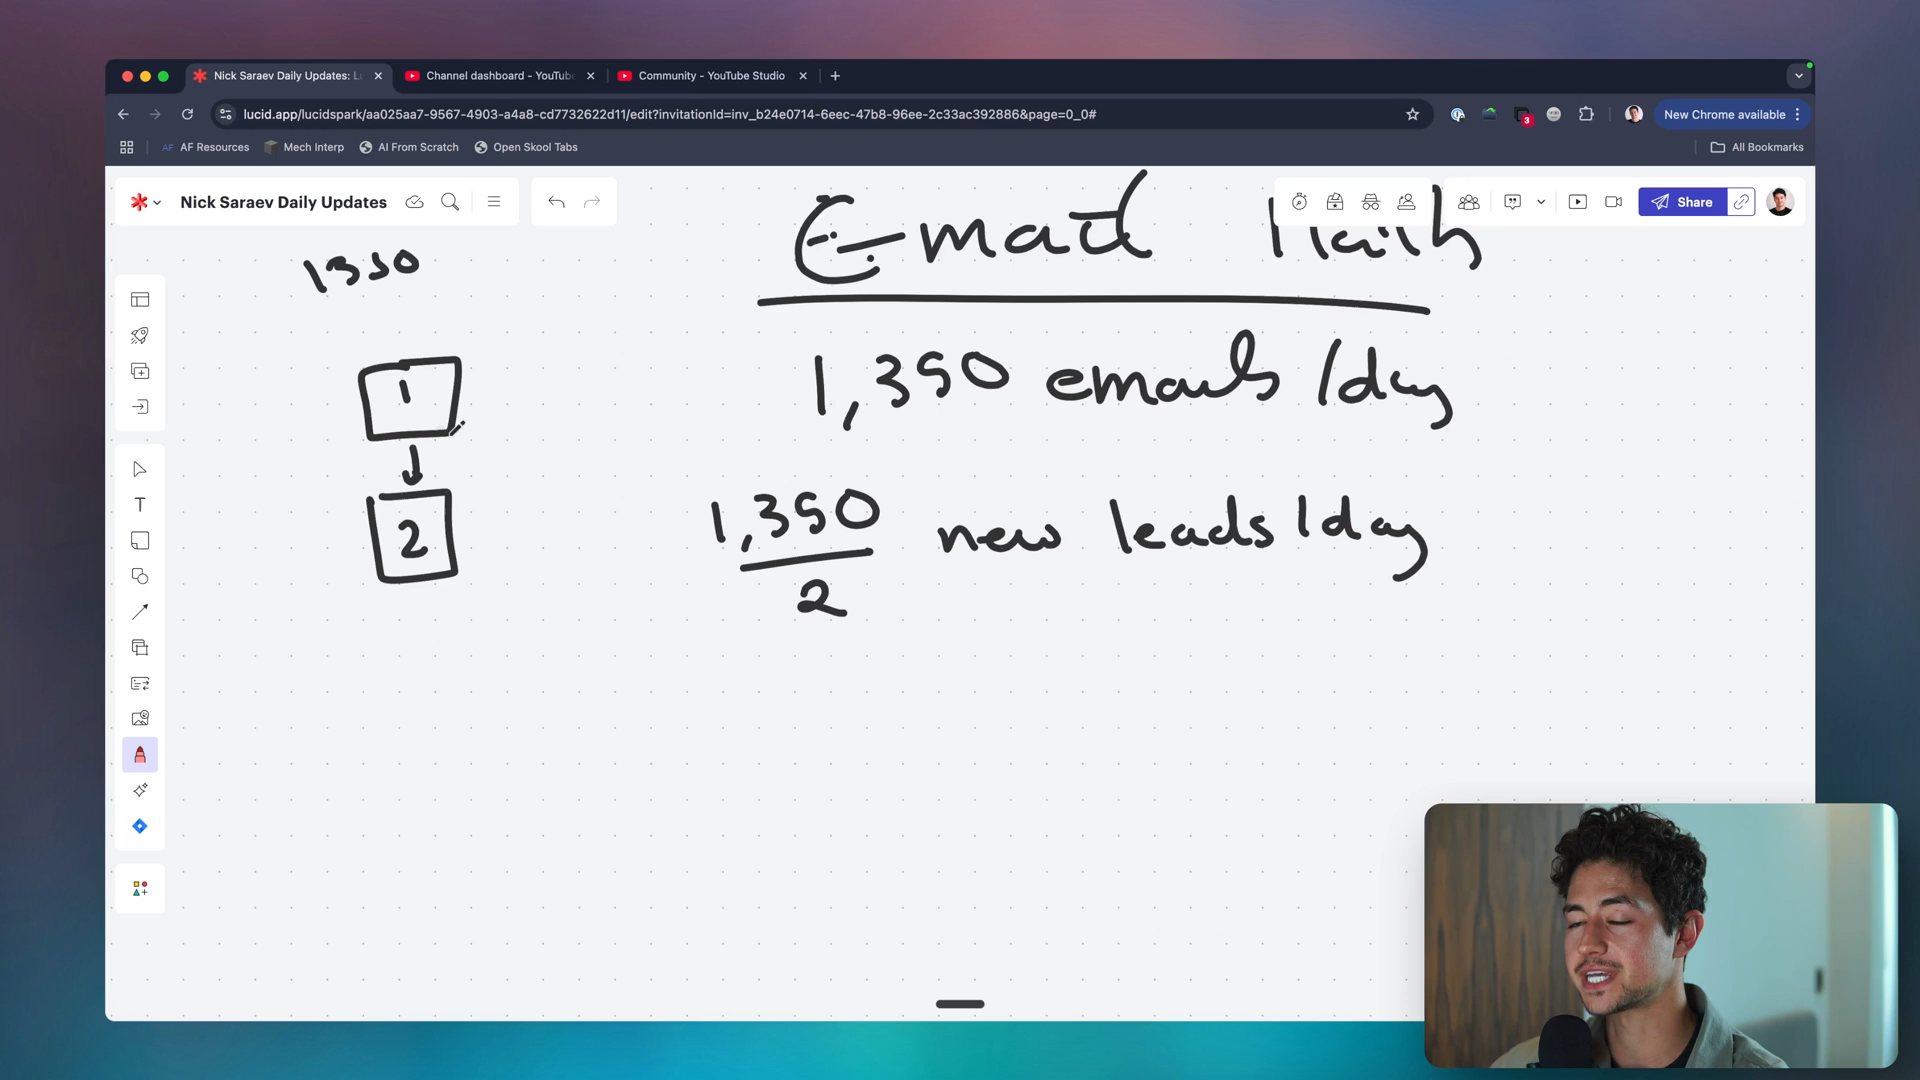 Nick Saraev Daily Updates: L
Channel dashboard - YouTube
Community - YouTube Studio
lucid.app/lucidspark/aa025aa7-9567-4903-a4a8-cd7732622d11/edit?invitationId=inv_b24e0714-6eec-47b8-96ee-2c33ac392886&page=0_0#
3
New Chrome available
AF AF Resources
Mech Interp
AI From Scratch
Open Skool Tabs
All Bookmarks
Nick Saraev Daily Updates
Share
Email Math
1350
1,350 emails /day
1
1,350 new leads/day
2
2
T